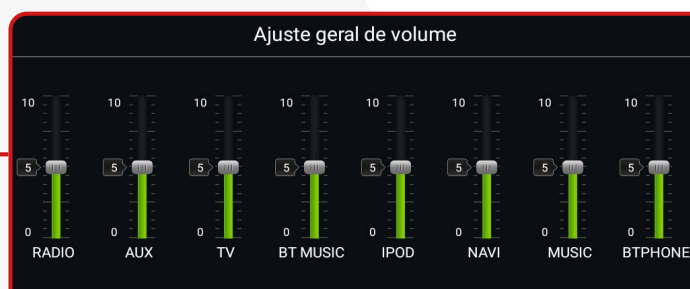 Ajuste geral de volume
10 10 10 10 10 10 10 10
5 5 5 5 5 5 5 5
0 0 0 0 0 0 0 0
RADIO AUX TV BT MUSIC IPOD NAVI MUSIC BTPHONE